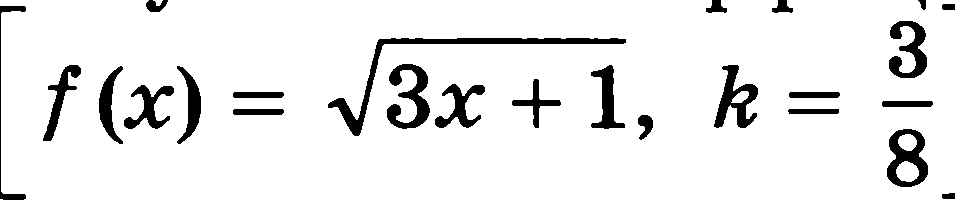 [f(x) = √(3x + 1), k = 3/8]